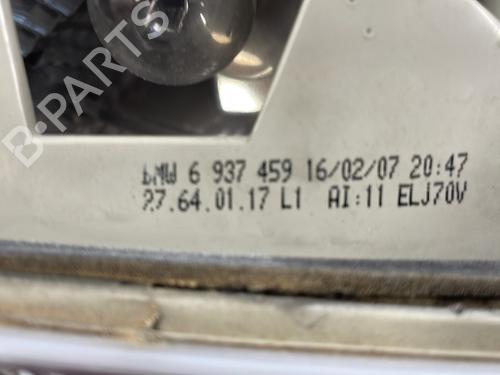 B-PARTS
BMW 6 937 459 16/02/07 20:47
27.64.01.17 L1 AI:11 ELJ70V